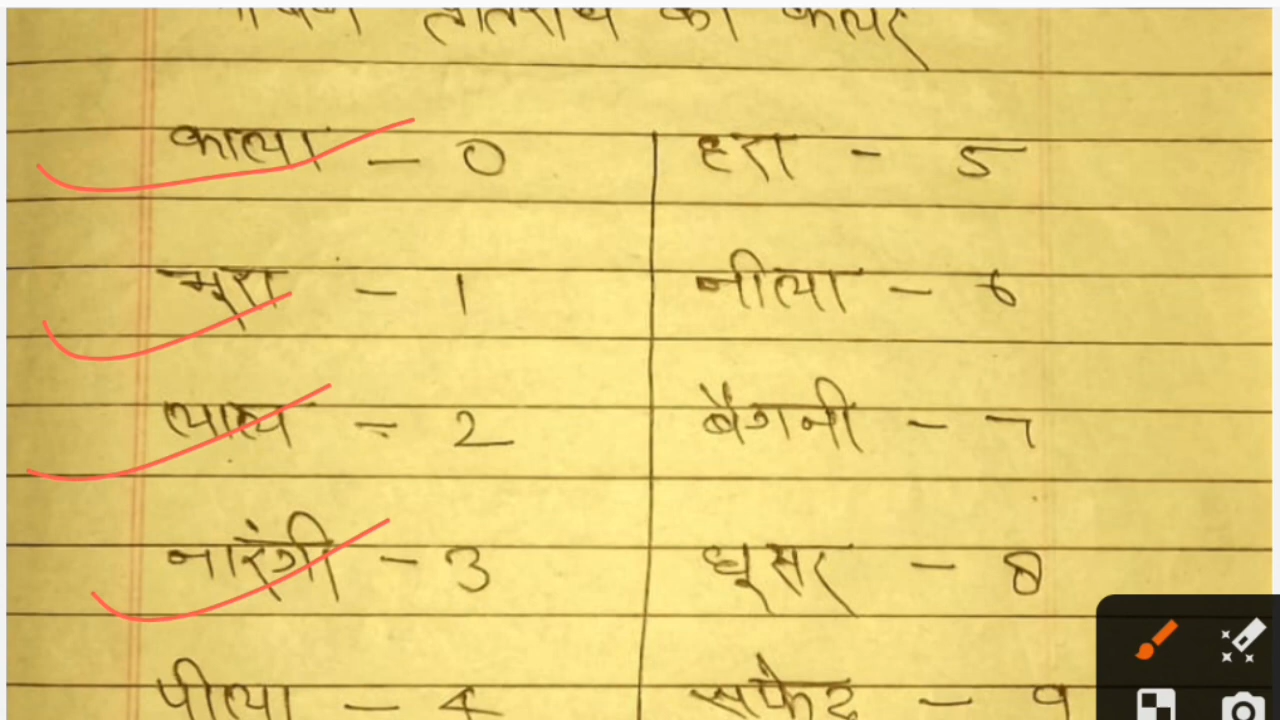 काला - 0 हरा - 5
भूरा - 1 नीला - 6
लाल - 2 बैंगनी - 7
नारंगी - 3 धूसर - 8
पीला - 4 सफेद - 9